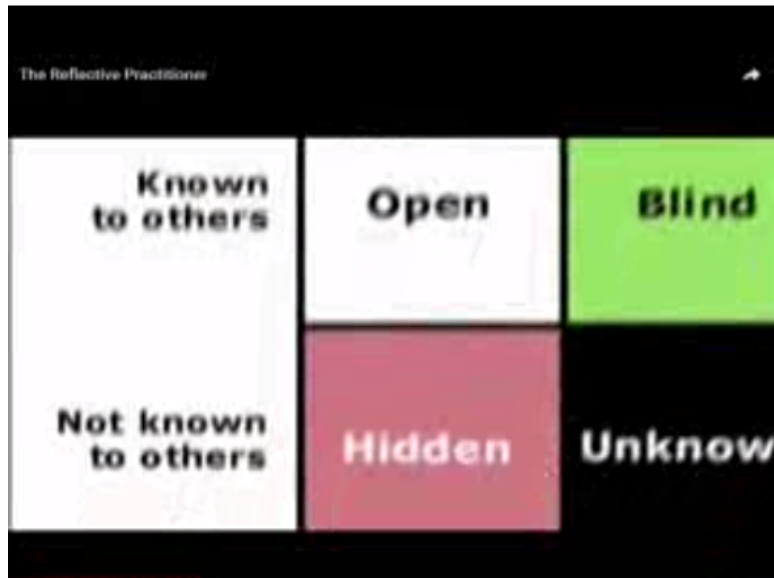 The Reflective Practitioner
Known
to others
Open
Blind
Not known
to others
Hidden
Unknow